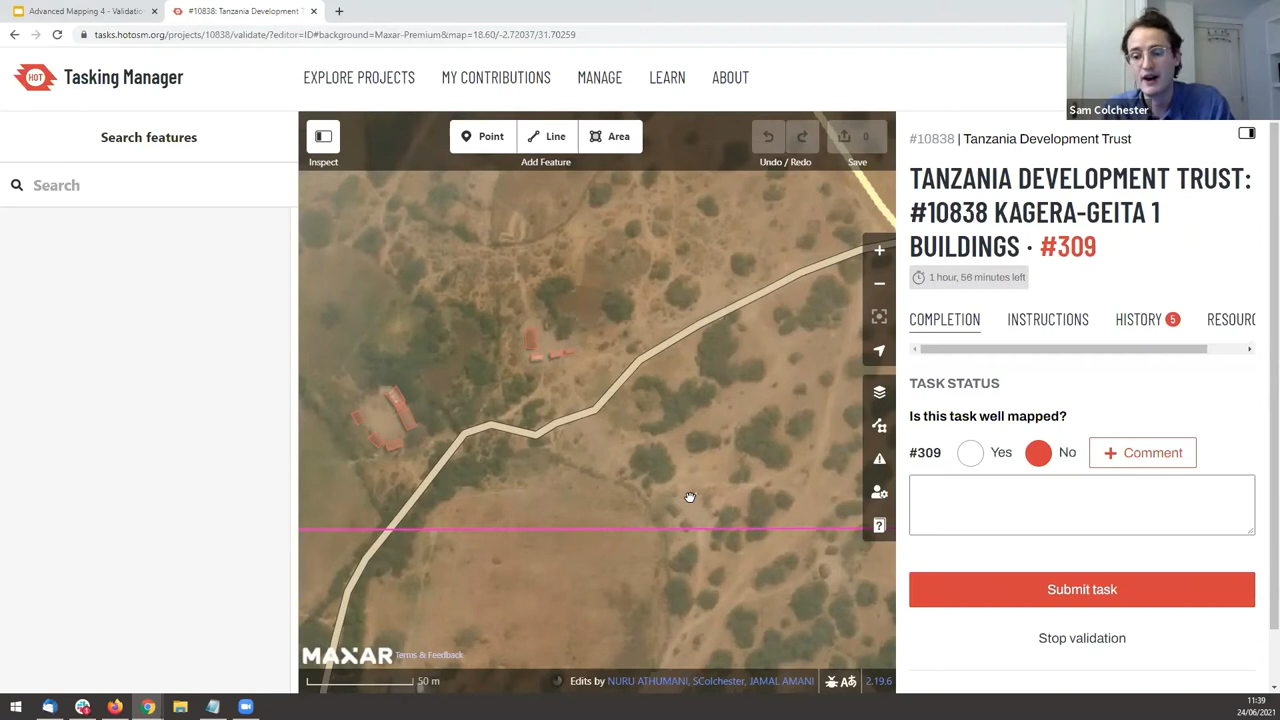 Advanced Mapping 4 - Validatio
#10838: Tanzania Development T
tasks.hotosm.org/projects/10838/validate/?editor=ID#background=Maxar-Premium&map=18.60/-2.72037/31.70259
HOT
Tasking Manager
EXPLORE PROJECTS
MY CONTRIBUTIONS
MANAGE
LEARN
ABOUT
Sam Colchester
Search features
Search
Inspect
Point
Line
Area
Add Feature
Undo / Redo
0
Save
#10838 | Tanzania Development Trust
TANZANIA DEVELOPMENT TRUST:
#10838 KAGERA-GEITA 1
BUILDINGS · #309
1 hour, 56 minutes left
COMPLETION
INSTRUCTIONS
HISTORY 5
RESOURC
TASK STATUS
Is this task well mapped?
#309
Yes
No
+ Comment
Submit task
Stop validation
MAXAR
Terms & Feedback
50 m
Edits by NURU ATHUMANI, SColchester, JAMAL AMANI
2.19.6
11:39
24/06/2021